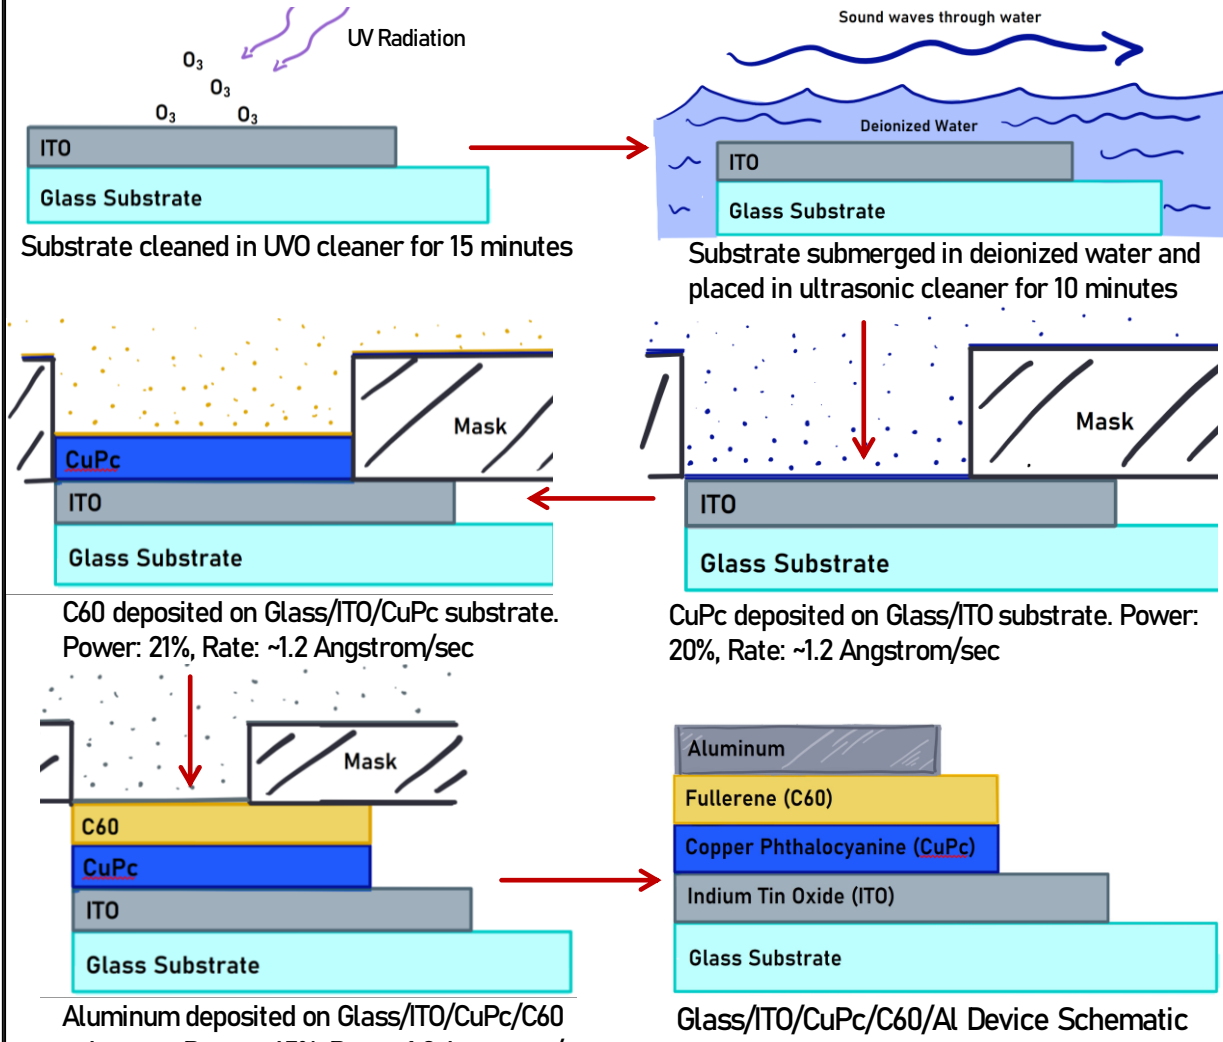 UV Radiation
O3
O3
O3
O3
ITO
Glass Substrate
Substrate cleaned in UVO cleaner for 15 minutes
Sound waves through water
Deionized Water
ITO
Glass Substrate
Substrate submerged in deionized water and
placed in ultrasonic cleaner for 10 minutes
Mask
CuPc
ITO
Glass Substrate
C60 deposited on Glass/ITO/CuPc substrate.
Power: 21%, Rate: ~1.2 Angstrom/sec
Mask
ITO
Glass Substrate
CuPc deposited on Glass/ITO substrate. Power:
20%, Rate: ~1.2 Angstrom/sec
Mask
C60
CuPc
ITO
Glass Substrate
Aluminum deposited on Glass/ITO/CuPc/C60
Aluminum
Fullerene (C60)
Copper Phthalocyanine (CuPc)
Indium Tin Oxide (ITO)
Glass Substrate
Glass/ITO/CuPc/C60/Al Device Schematic